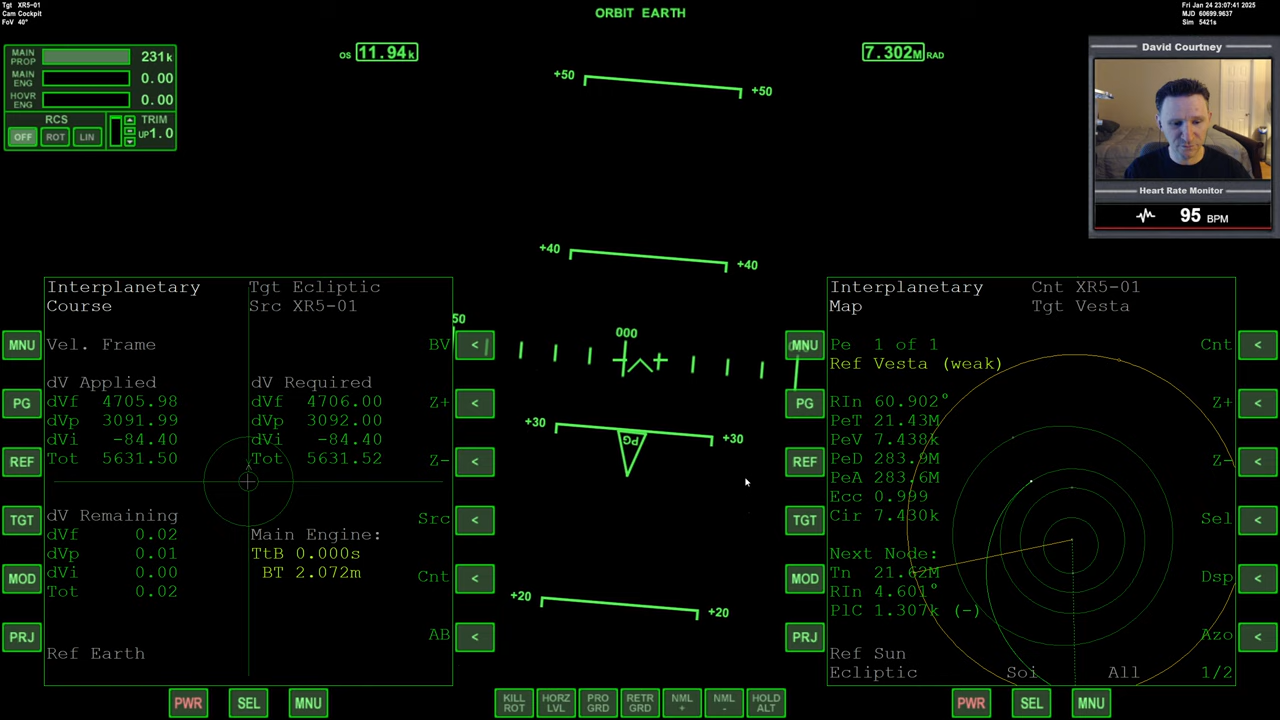 Tgt XR5-01
Cam Cockpit
FoV 40°
ORBIT EARTH
Fri Jan 24 23:07:41 2025
MJD 60699.9637
Sim 5421s
MAIN PROP 231k
MAIN ENG 0.00
HOVR ENG 0.00
RCS
TRIM
OFF ROT LIN
UP 1.0
OS 11.94k
7.302M RAD
David Courtney
Heart Rate Monitor
95 BPM
+50 +50
+40 +40
50
000
+30 +30
PG
+20 +20
Interplanetary Tgt Ecliptic
Course Src XR5-01
Vel. Frame
dV Applied dV Required
dVf 4705.98 dVf 4706.00
dVp 3091.99 dVp 3092.00
dVi -84.40 dVi -84.40
Tot 5631.50 Tot 5631.52
dV Remaining
dVf 0.02 Main Engine:
dVp 0.01 TtB 0.000s
dVi 0.00 BT 2.072m
Tot 0.02
Ref Earth
MNU
PG
REF
TGT
MOD
PRJ
BV <
Z+ <
Z- <
Src <
Cnt <
AB <
PWR SEL MNU
KILL ROT
HORZ LVL
PRO GRD
RETR GRD
NML +
NML -
HOLD ALT
Interplanetary Cnt XR5-01
Map Tgt Vesta
Pe 1 of 1
Ref Vesta (weak)
RIn 60.902°
PeT 21.43M
PeV 7.438k
PeD 283.9M
PeA 283.6M
Ecc 0.999
Cir 7.430k
Next Node:
Tn 21.62M
RIn 4.601°
PlC 1.307k (-)
Ref Sun
Ecliptic Soi All 1/2
MNU
PG
REF
TGT
MOD
PRJ
Cnt <
Z+ <
Z- <
Sel <
Dsp <
Azo <
PWR SEL MNU